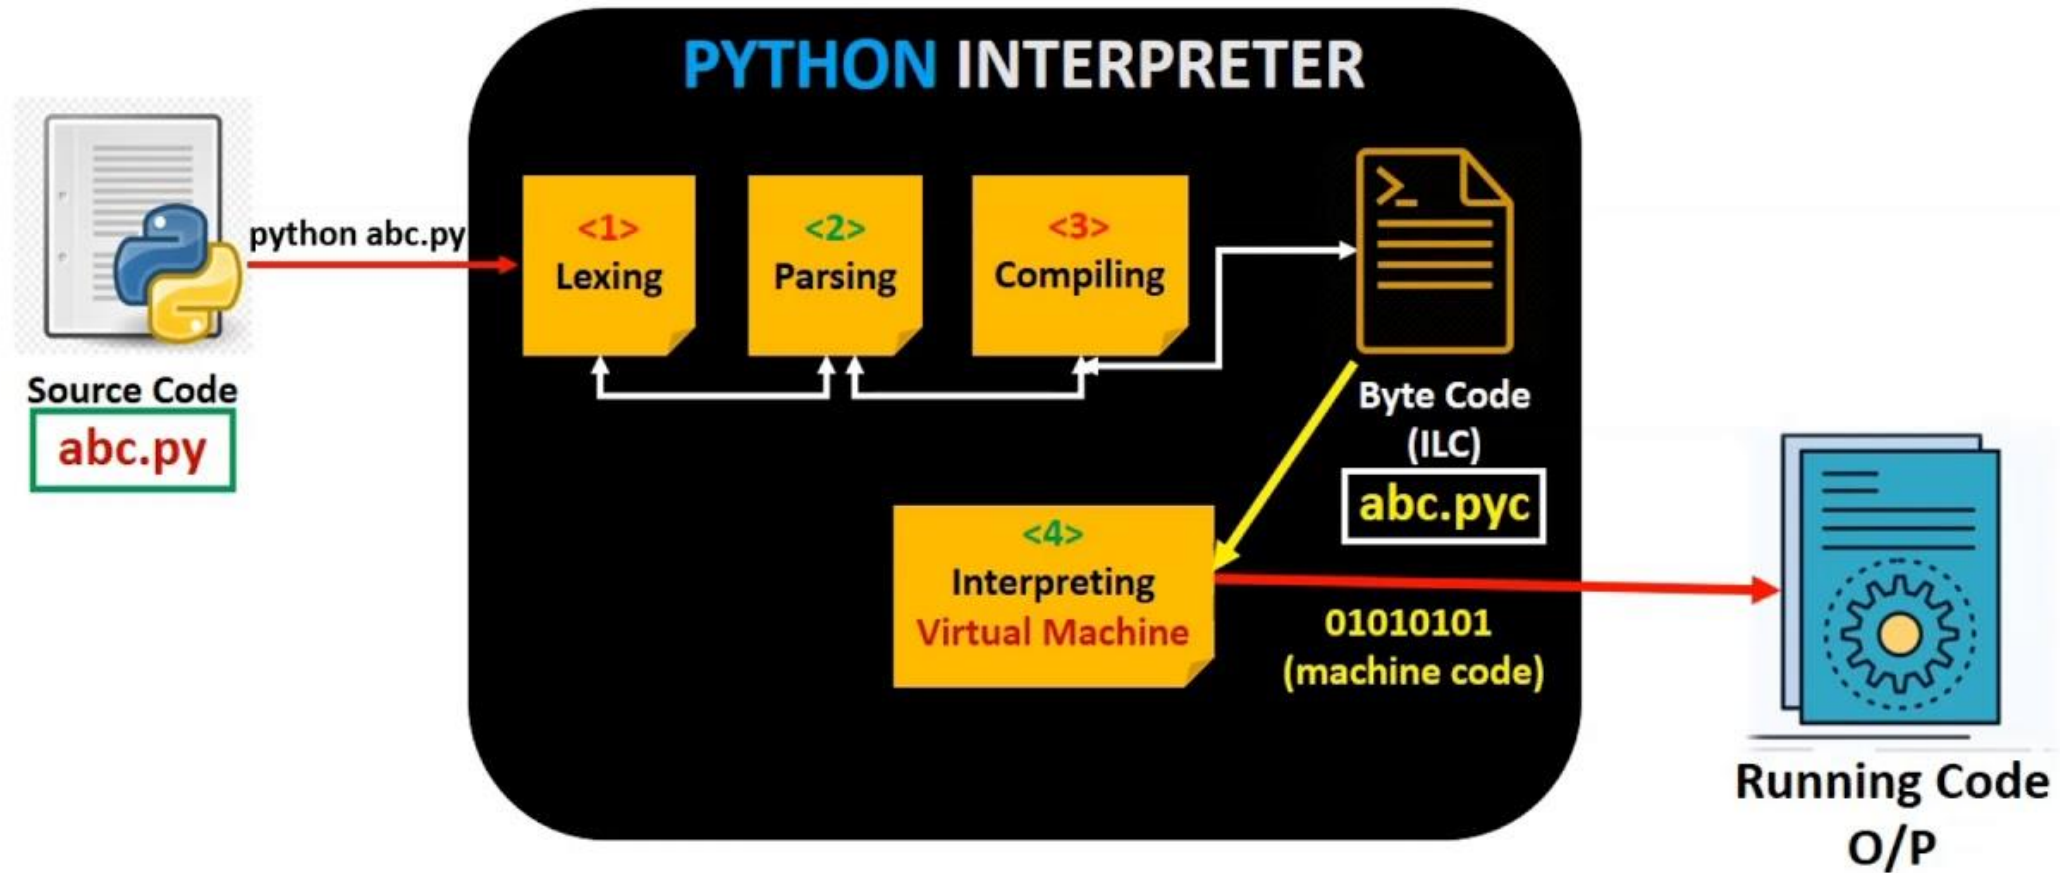 PYTHON INTERPRETER
python abc.py
Source Code
abc.py
<1>
Lexing
<2>
Parsing
<3>
Compiling
>_
Byte Code
(ILC)
abc.pyc
<4>
Interpreting
Virtual Machine
01010101
(machine code)
Running Code
O/P